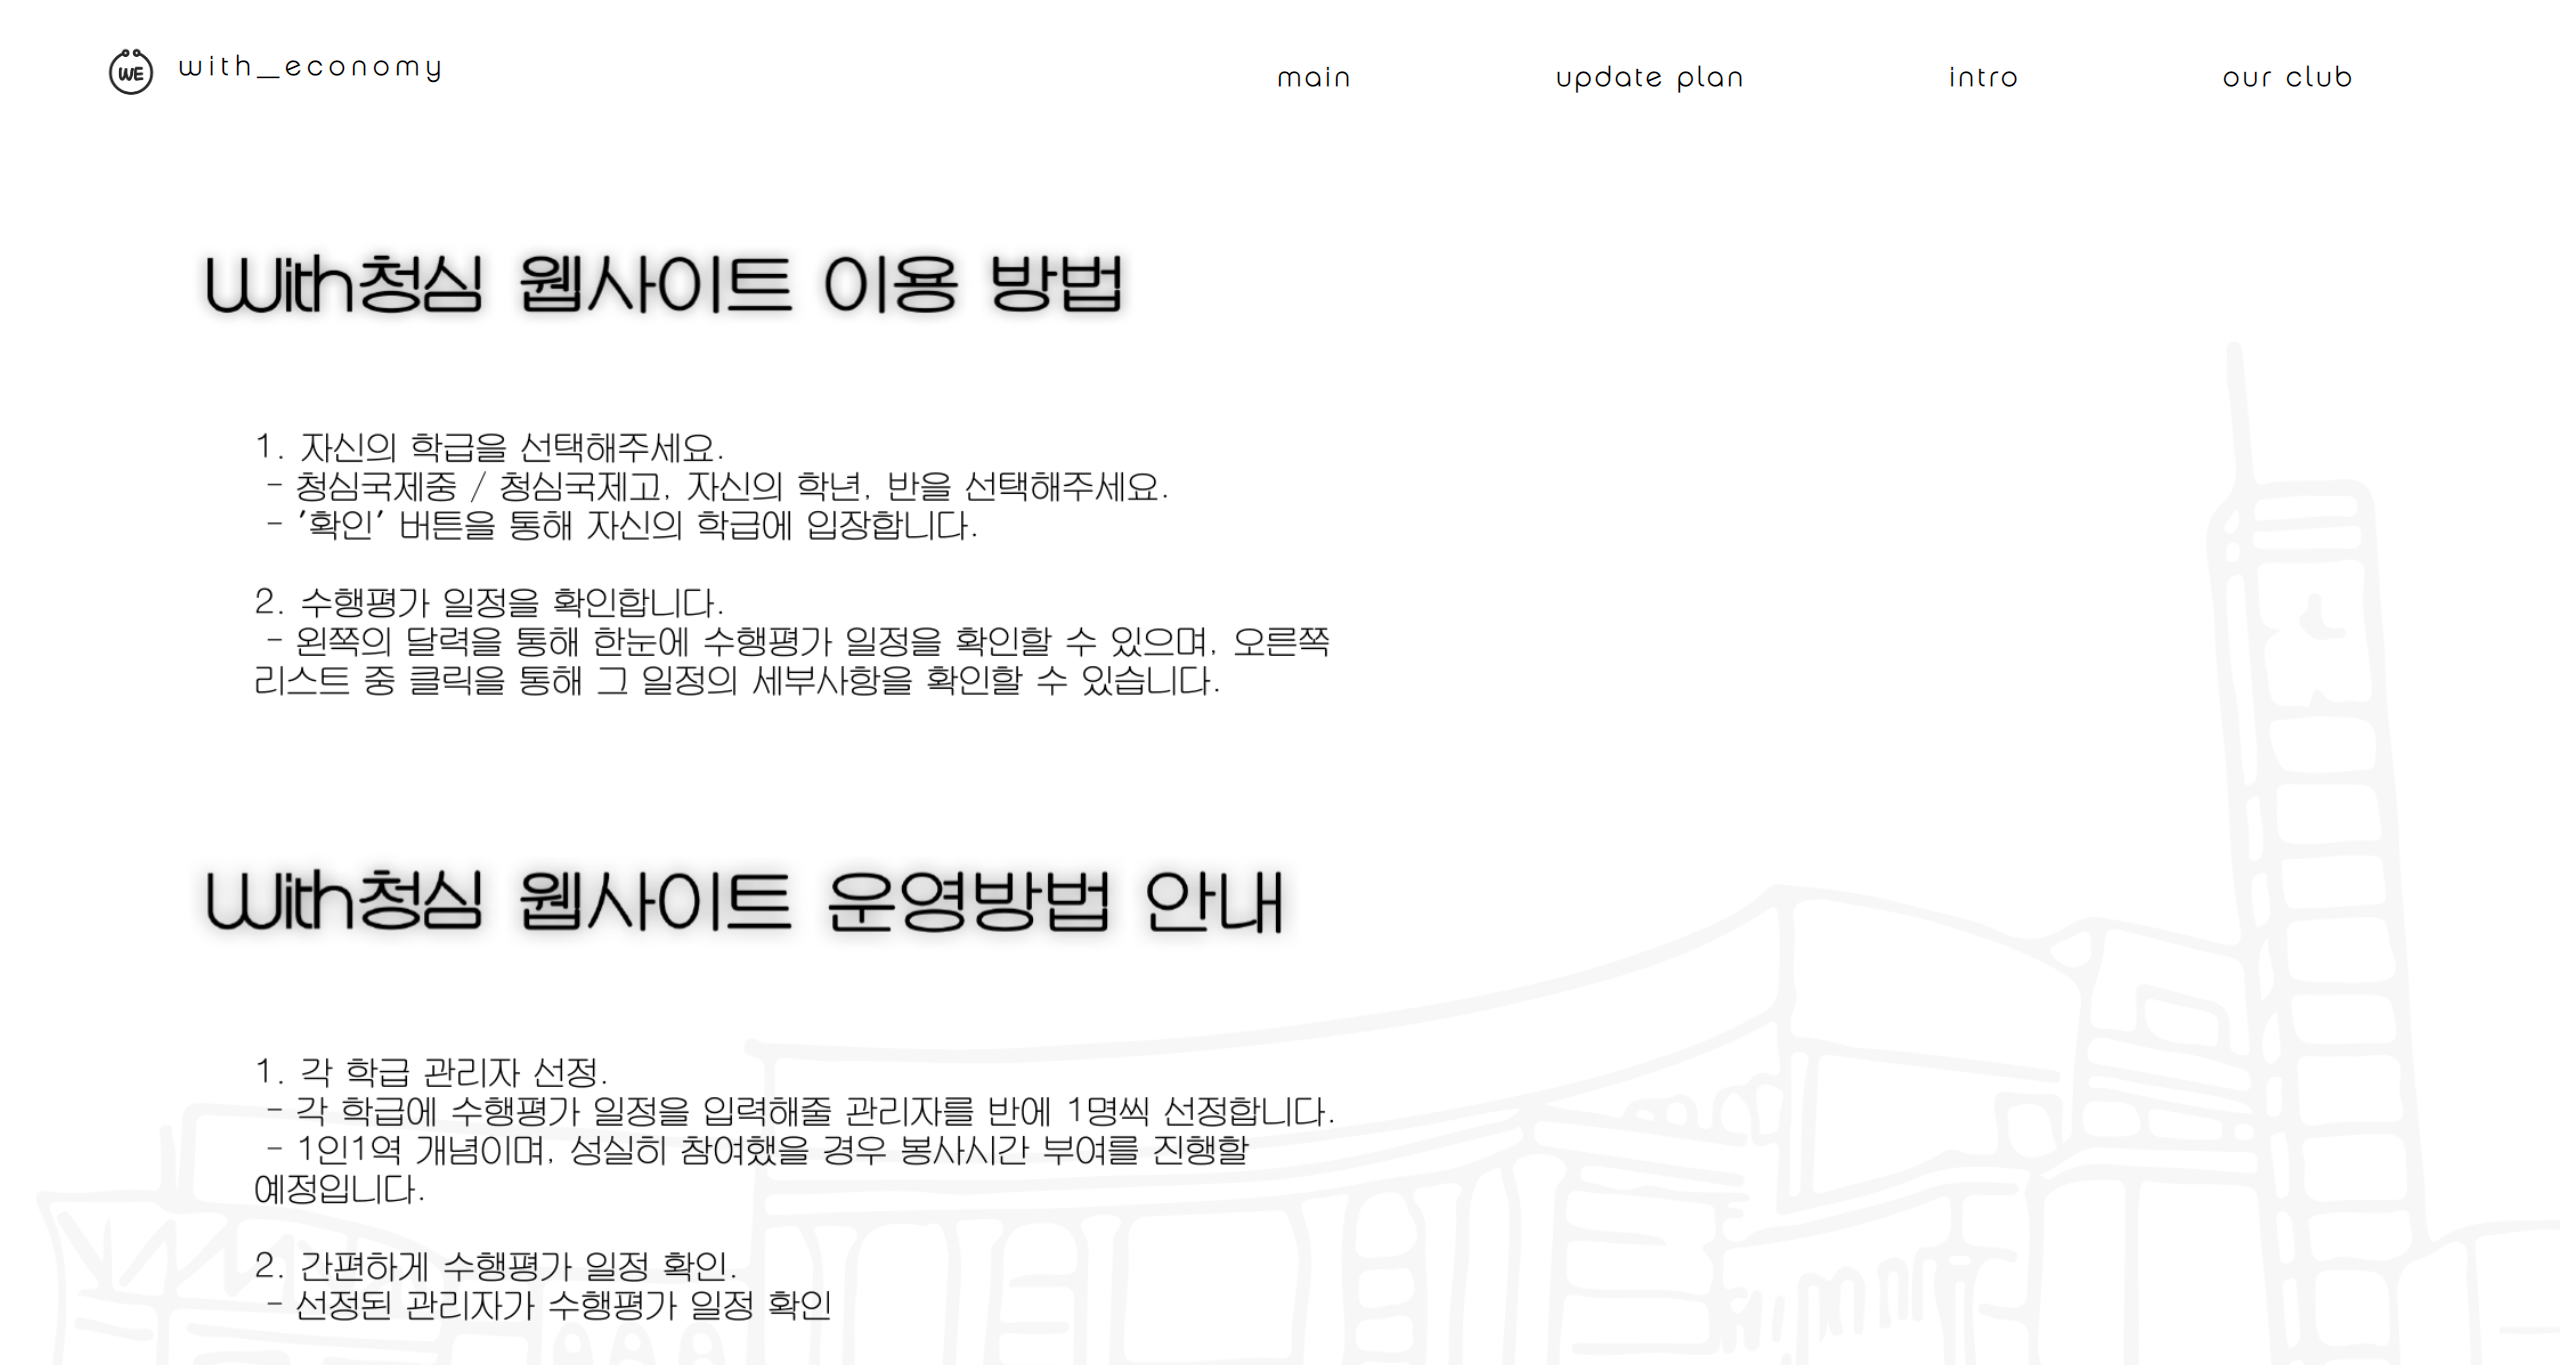 WE with_economy
main update plan intro our club
With청심 웹사이트 이용 방법
1. 자신의 학급을 선택해주세요.
- 청심국제중 / 청심국제고, 자신의 학년, 반을 선택해주세요.
- '확인' 버튼을 통해 자신의 학급에 입장합니다.
2. 수행평가 일정을 확인합니다.
- 왼쪽의 달력을 통해 한눈에 수행평가 일정을 확인할 수 있으며, 오른쪽
리스트 중 클릭을 통해 그 일정의 세부사항을 확인할 수 있습니다.
With청심 웹사이트 운영방법 안내
1. 각 학급 관리자 선정.
- 각 학급에 수행평가 일정을 입력해줄 관리자를 반에 1명씩 선정합니다.
- 1인1역 개념이며, 성실히 참여했을 경우 봉사시간 부여를 진행할
예정입니다.
2. 간편하게 수행평가 일정 확인.
- 선정된 관리자가 수행평가 일정 확인